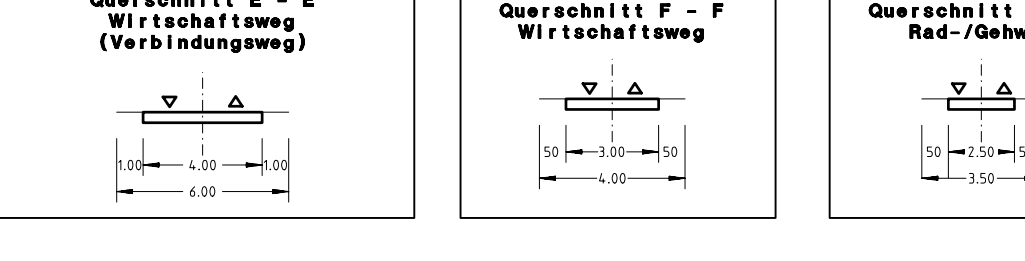 Querschnitt E - E
Wirtschaftsweg
(Verbindungsweg)
1.00 4.00 1.00
6.00
Querschnitt F - F
Wirtschaftsweg
50 3.00 50
4.00
Querschnitt
Rad-/Gehw
50 2.50 5
3.50